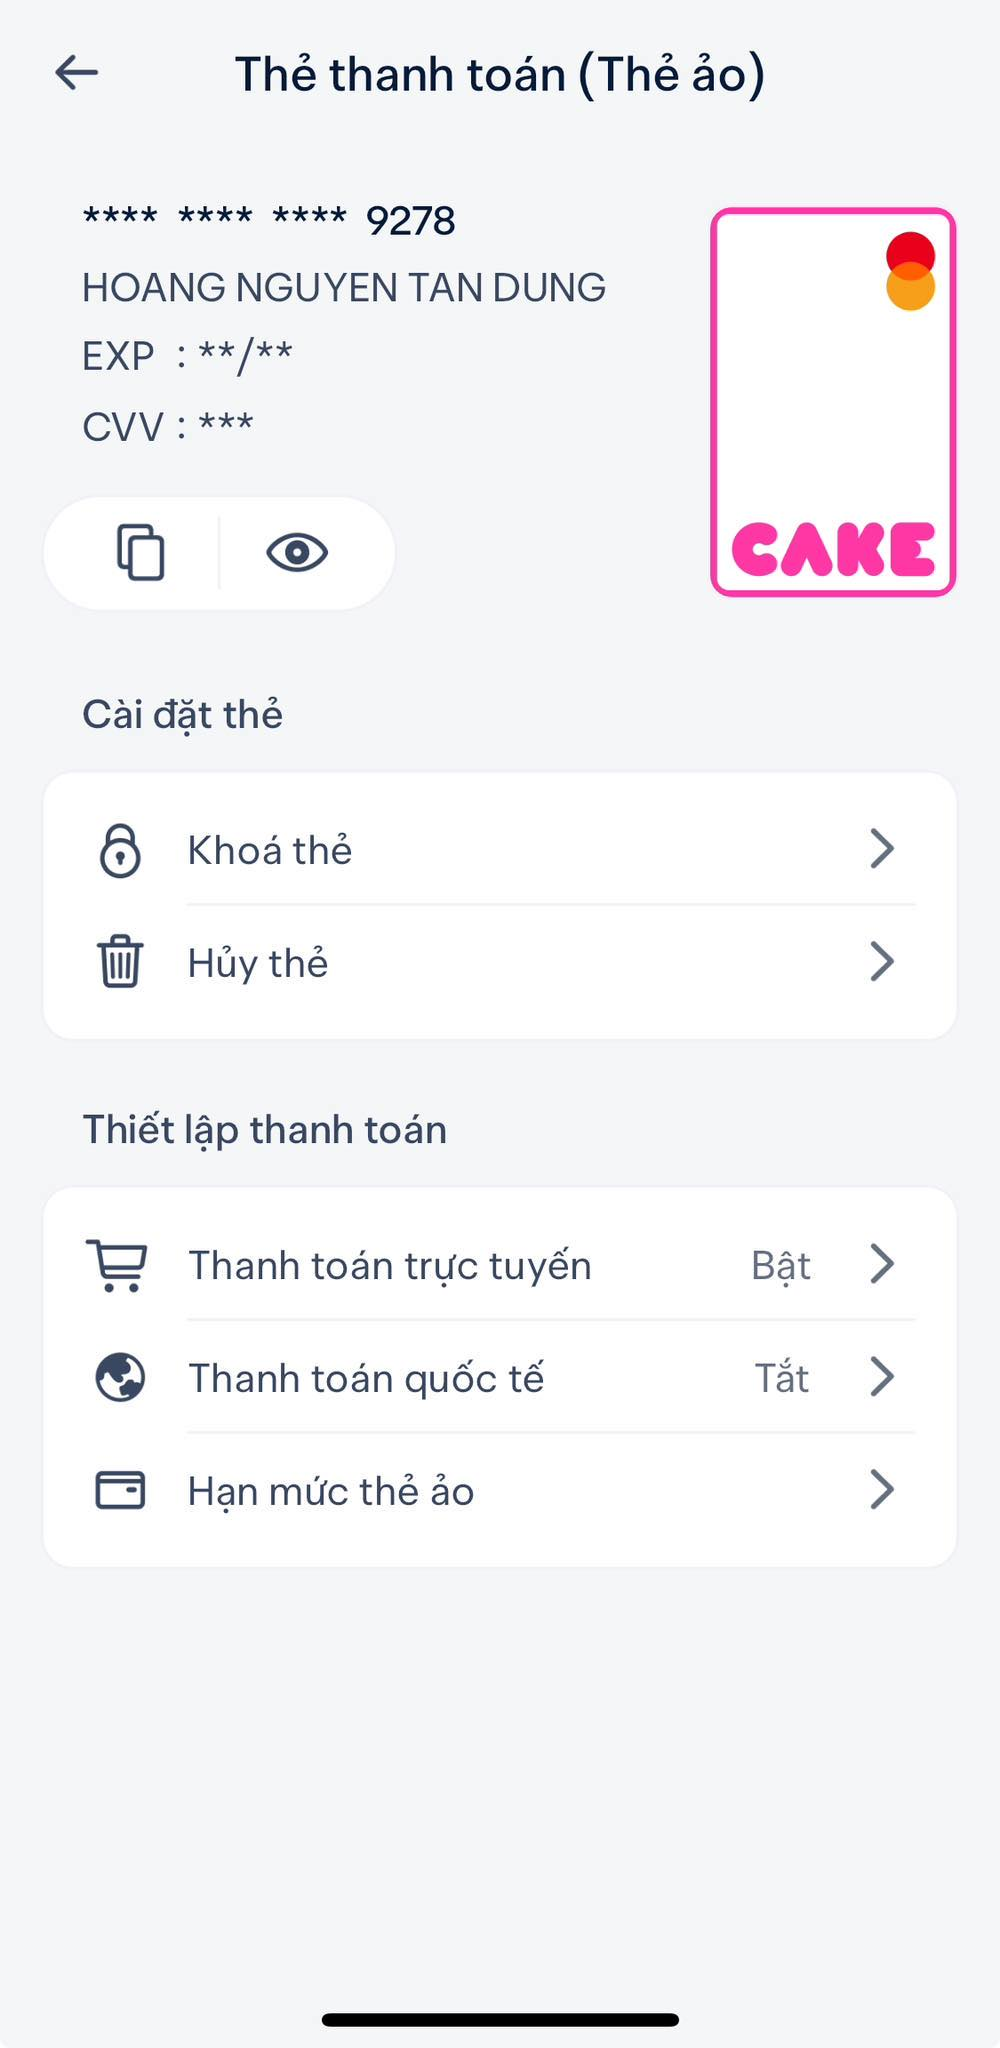 Thẻ thanh toán (Thẻ ảo)
**** **** **** 9278
HOANG NGUYEN TAN DUNG
EXP : **/**
CVV : ***
CAKE
Cài đặt thẻ
Khoá thẻ
Hủy thẻ
Thiết lập thanh toán
Thanh toán trực tuyến Bật
Thanh toán quốc tế Tắt
Hạn mức thẻ ảo